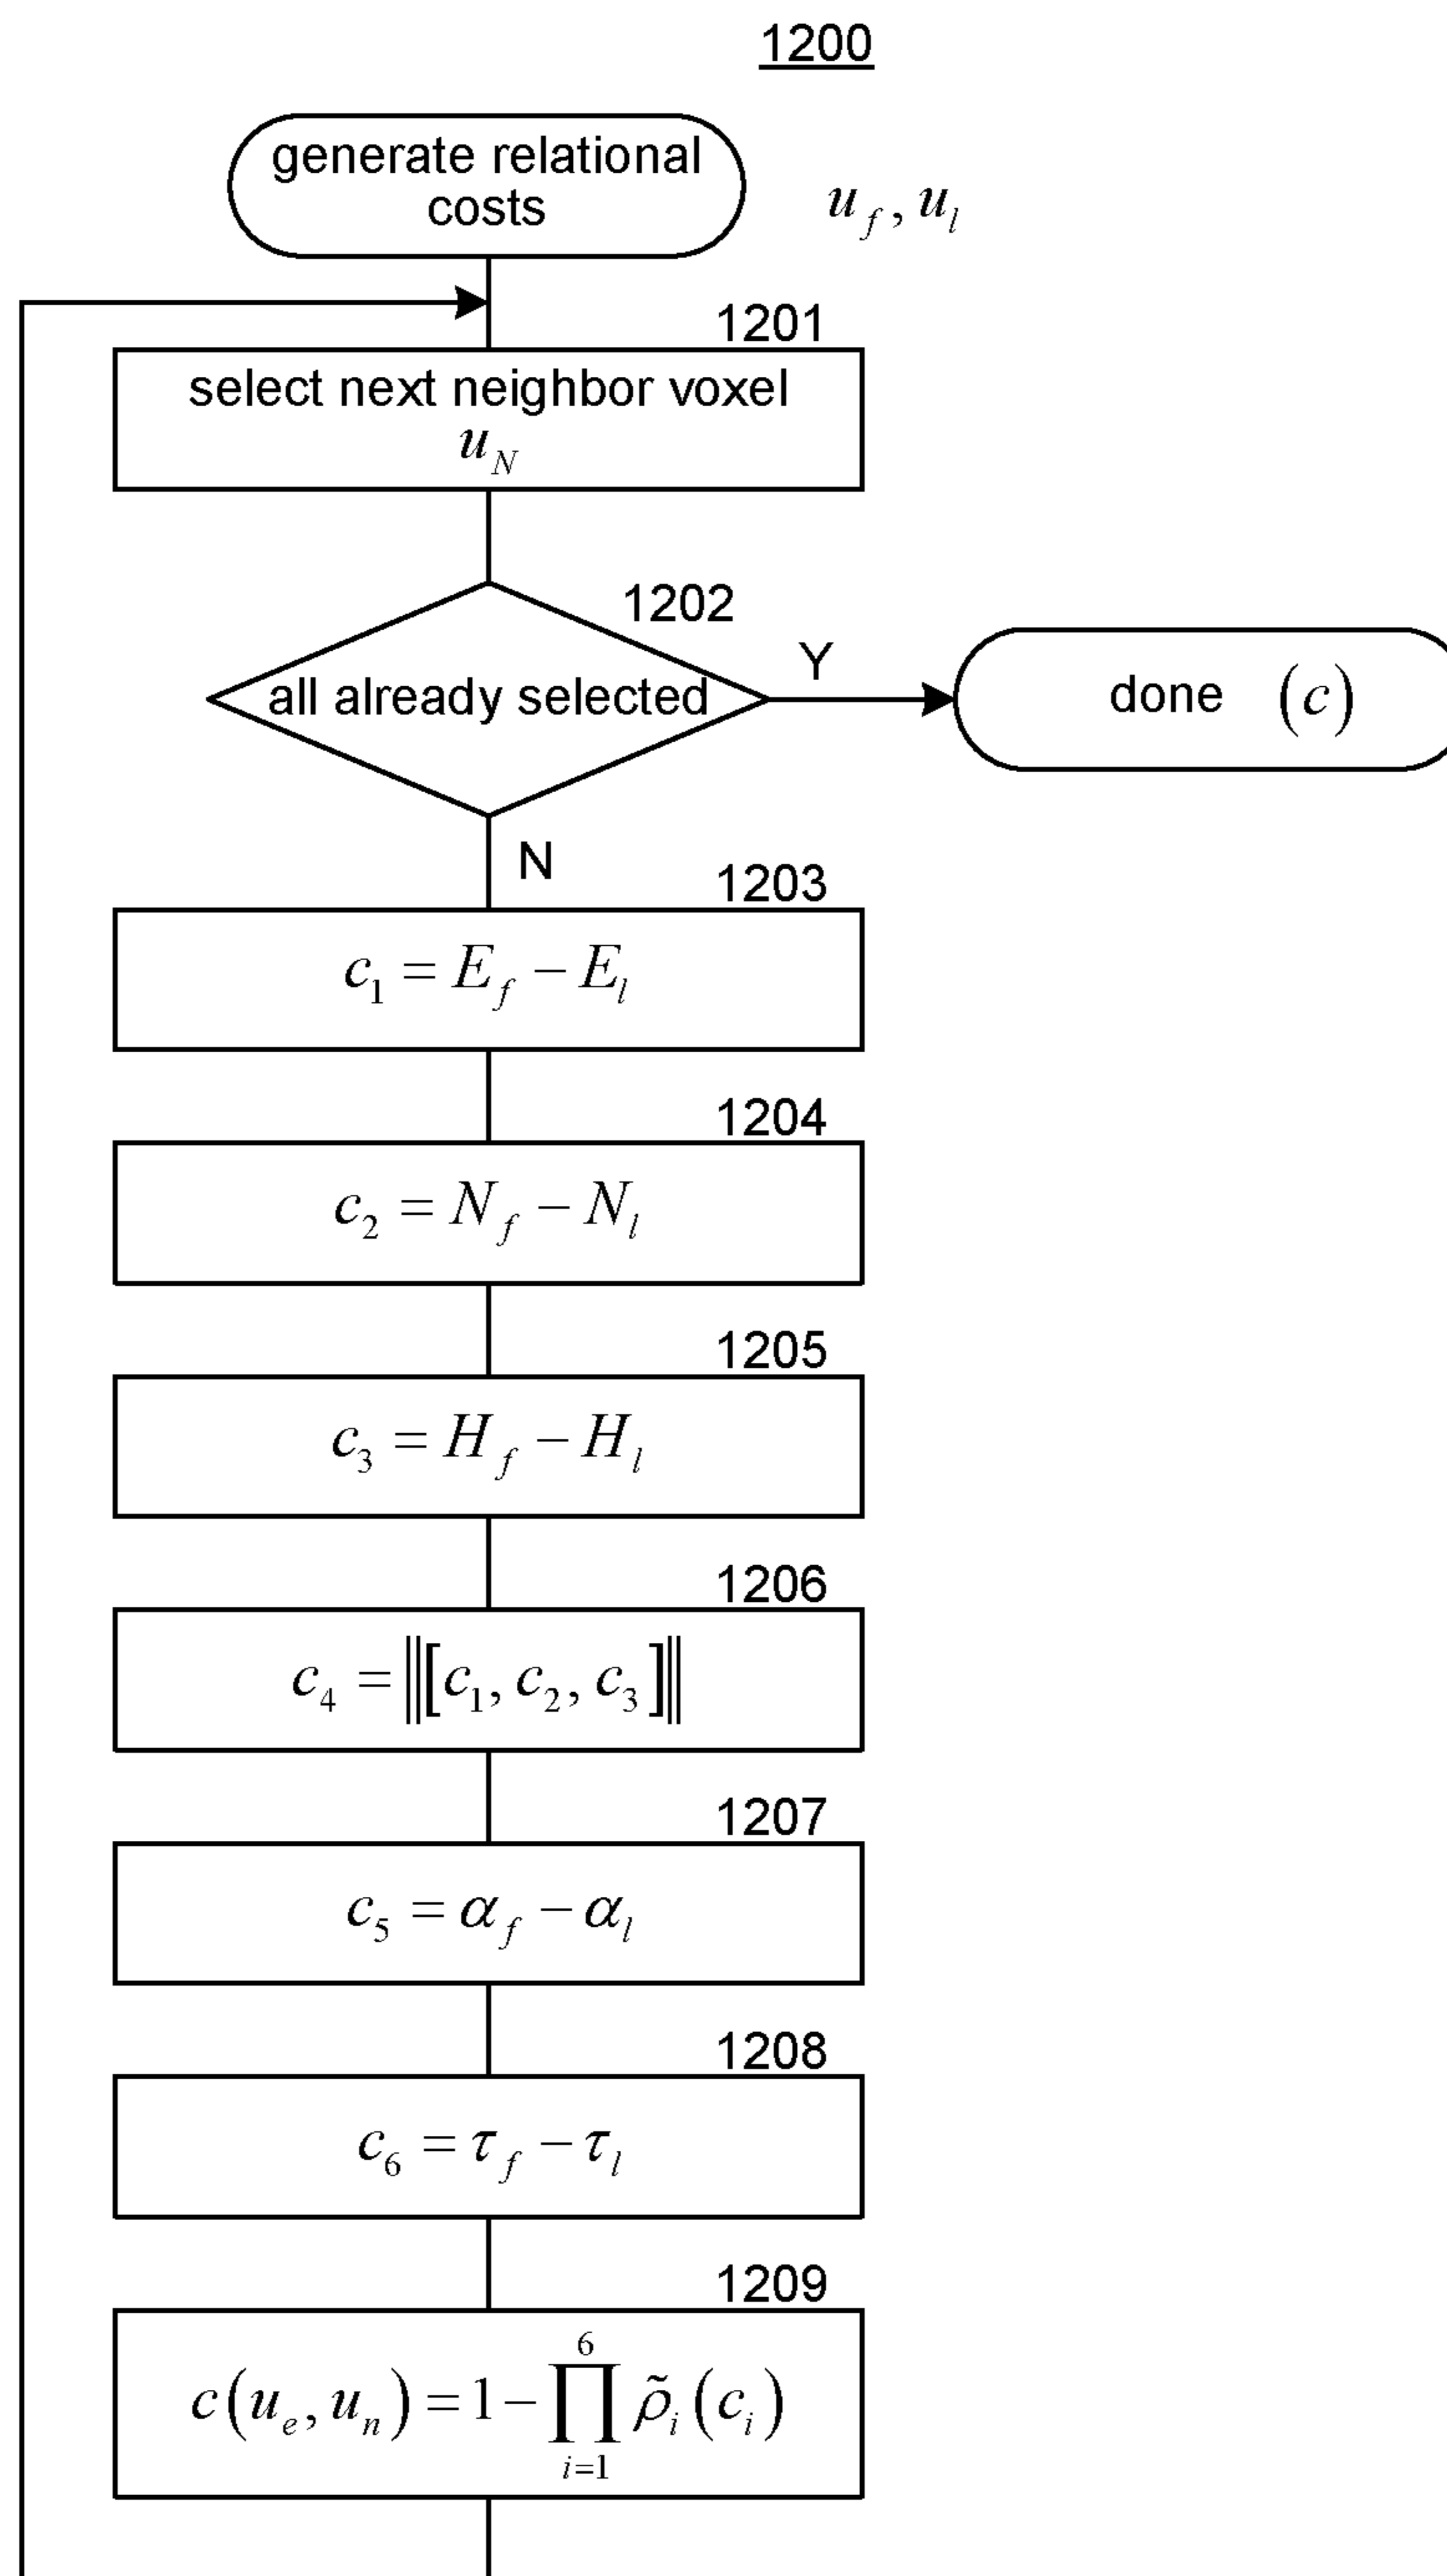 1200
generate relational
costs
u_f, u_l
1201
select next neighbor voxel
u_N
1202
all already selected
Y
done (c)
N
1203
c_1 = E_f − E_l
1204
c_2 = N_f − N_l
1205
c_3 = H_f − H_l
1206
c_4 = ‖[c_1, c_2, c_3]‖
1207
c_5 = α_f − α_l
1208
c_6 = τ_f − τ_l
1209
c(u_e, u_n) = 1 − ∏_{i=1}^{6} ρ̃_i(c_i)